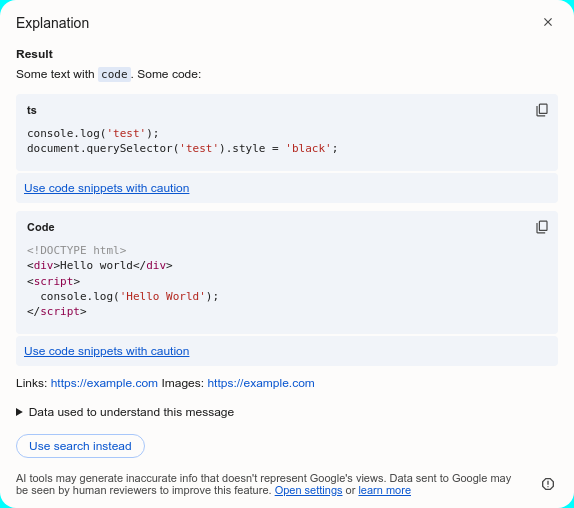 Explanation
Result
Some text with code. Some code:
ts
console.log('test');
document.querySelector('test').style = 'black';
Use code snippets with caution
Code
<!DOCTYPE html>
<div>Hello world</div>
<script>
  console.log('Hello World');
</script>
Use code snippets with caution
Links: https://example.com Images: https://example.com
Data used to understand this message
Use search instead
AI tools may generate inaccurate info that doesn't represent Google's views. Data sent to Google may
be seen by human reviewers to improve this feature. Open settings or learn more